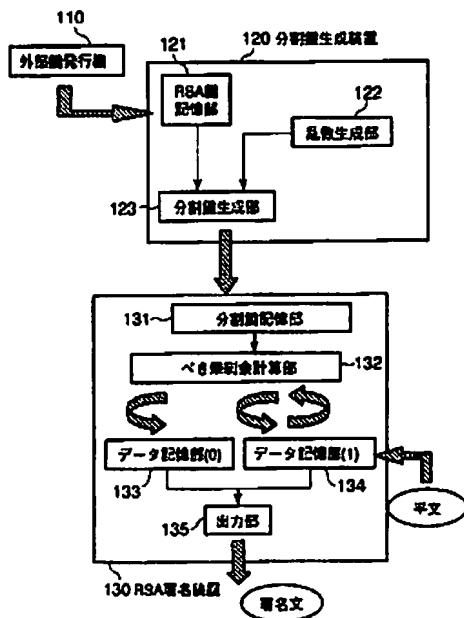 110
外部鍵発行機
120 分割鍵生成装置
121
RSA鍵
記憶部
122
乱数生成部
123
分割鍵生成部
131
分割鍵記憶部
べき乗剰余計算部
132
データ記憶部(0)
データ記憶部(1)
133
134
平文
135
出力部
130 RSA署名装置
署名文